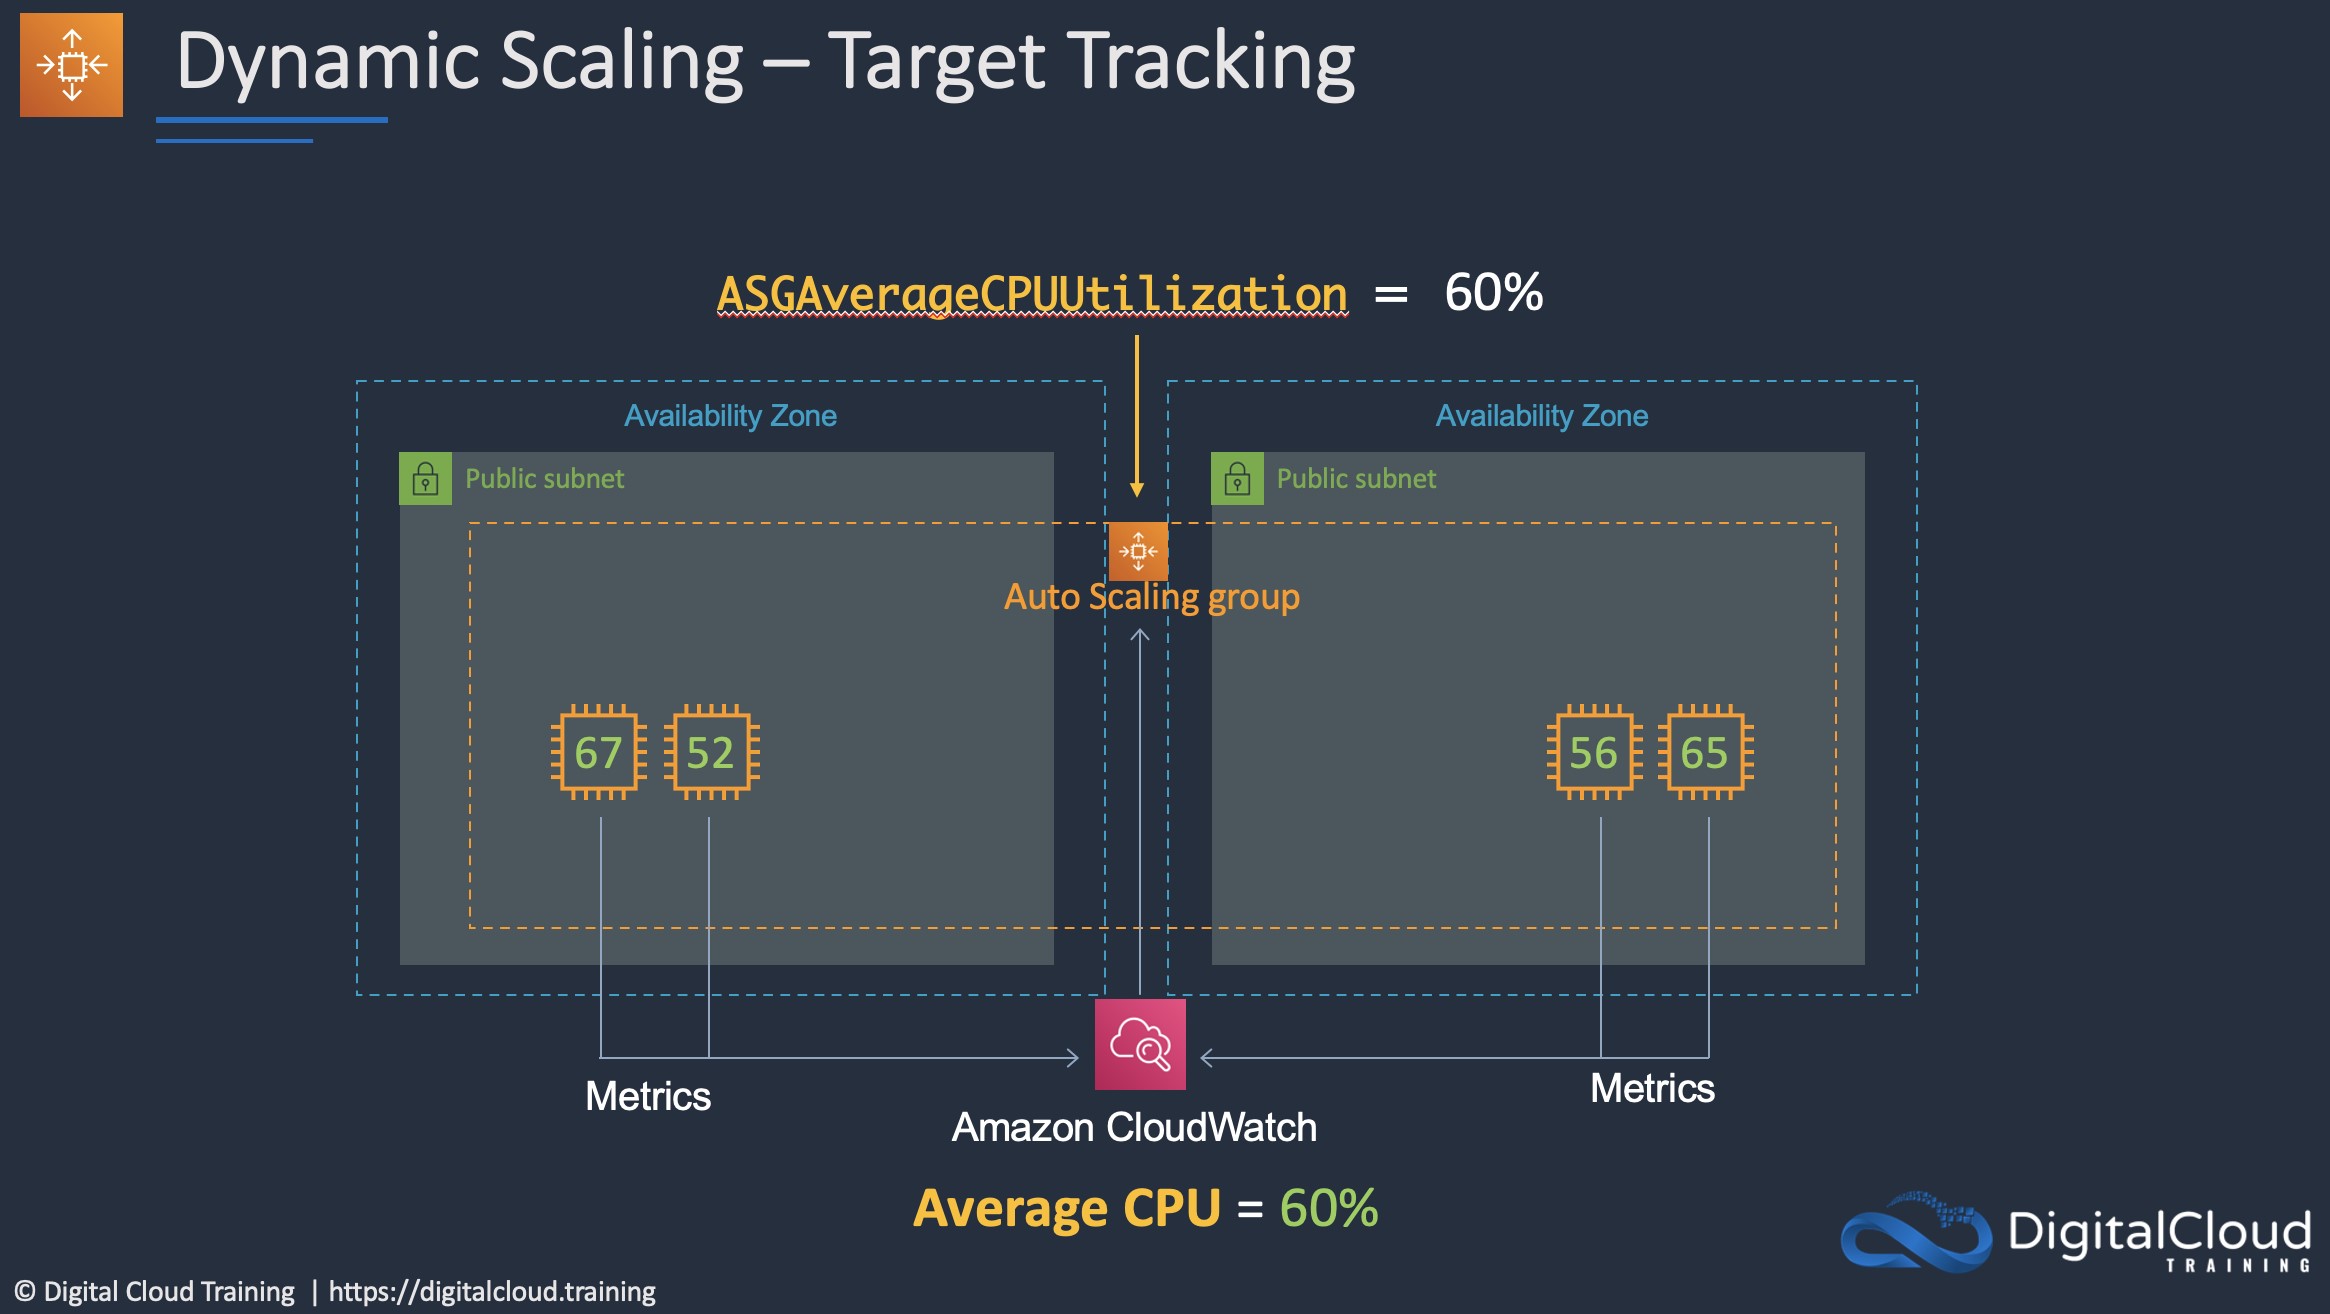 Dynamic Scaling – Target Tracking
ASGAverageCPUUtilization = 60%
Availability Zone
Availability Zone
Public subnet
Public subnet
Auto Scaling group
67 52
56 65
Metrics
Metrics
Amazon CloudWatch
Average CPU = 60%
DigitalCloud
TRAINING
© Digital Cloud Training | https://digitalcloud.training